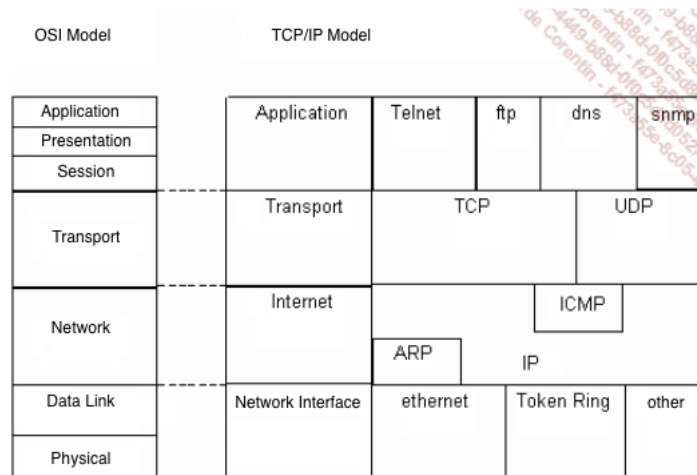 OSI Model TCP/IP Model
Application Application Telnet ftp dns snmp
Presentation
Session
Transport Transport TCP UDP
Network Internet ICMP
ARP IP
Data Link Network Interface ethernet Token Ring other
Physical